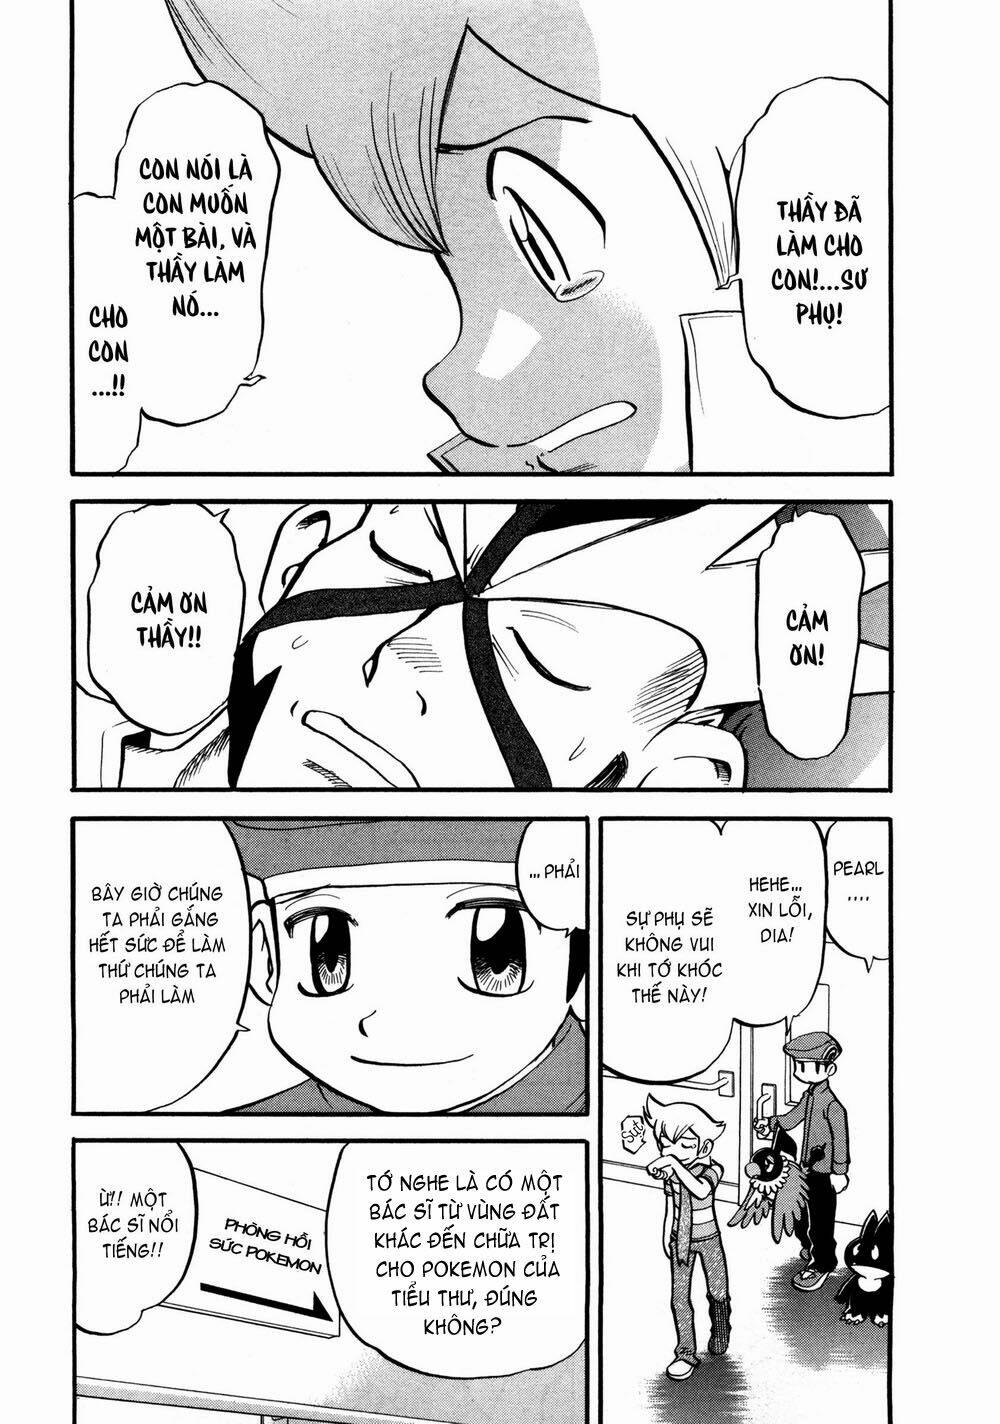 THẦY ĐÃ
LÀM CHO
CON!...SƯ
PHỤ!
CON NÓI LÀ
CON MUỐN
MỘT BÀI, VÀ
THẦY LÀM
NÓ...
CHO
CON
...!!
CẢM
ƠN!
CẢM ƠN
THẦY!!
PEARL
....
HEHE...
XIN LỖI,
DIA!
SƯ PHỤ SẼ
KHÔNG VUI
KHI TỚ KHÓC
THẾ NÀY!
SỤT
... PHẢI
BÂY GIỜ CHÚNG
TA PHẢI GẮNG
HẾT SỨC ĐỂ LÀM
THỨ CHÚNG TA
PHẢI LÀM
TỚ NGHE LÀ CÓ MỘT
BÁC SĨ TỪ VÙNG ĐẤT
KHÁC ĐẾN CHỮA TRỊ
CHO POKEMON CỦA
TIỂU THƯ, ĐÚNG
KHÔNG?
PHÒNG HỒI
SỨC POKEMON
Ừ!! MỘT
BÁC SĨ NỔI
TIẾNG!!